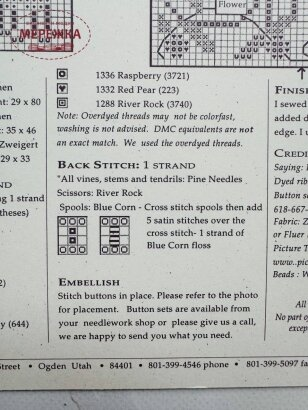 МЕРЕЖКА
Flower
1336 Raspberry (3721)
1332 Red Pear (223)
1288 River Rock (3740)
Note: Overdyed threads may not be colorfast,
washing is not advised. DMC equivalents are not
an exact match. We used the overdyed threads.
BACK STITCH: 1 STRAND
*All vines, stems and tendrils: Pine Needles
Scissors: River Rock
Spools: Blue Corn - Cross stitch spools then add
5 satin stitches over the
cross stitch- 1 strand of
Blue Corn floss
EMBELLISH
Stitch buttons in place. Please refer to the photo
for placement. Button sets are available from
your needlework shop or please give us a call,
we are happy to send you what you need.
nt: 29 x 80
men
t: 35 x 46
Zweigart
29 x 33
ND
ng 1 strand
theses)
y (644)
FINIS
I sewed
added d
edge. I u
CREDI
Saying:
Dyed rib
Button s
618-667-
Fabric: Z
or Fluer
Picture T
www.pic
Beads : W
All
No part o
excep
Street • Ogden Utah • 84401 • 801-399-4546 phone • 801-399-5097 fa